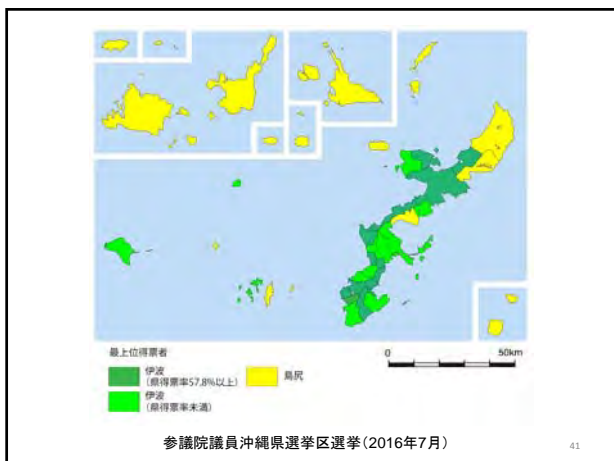 最上位得票者
伊波
(県得票率57.8%以上)
伊波
(県得票率未満)
島尻
0 50km
参議院議員沖縄県選挙区選挙(2016年7月)
41